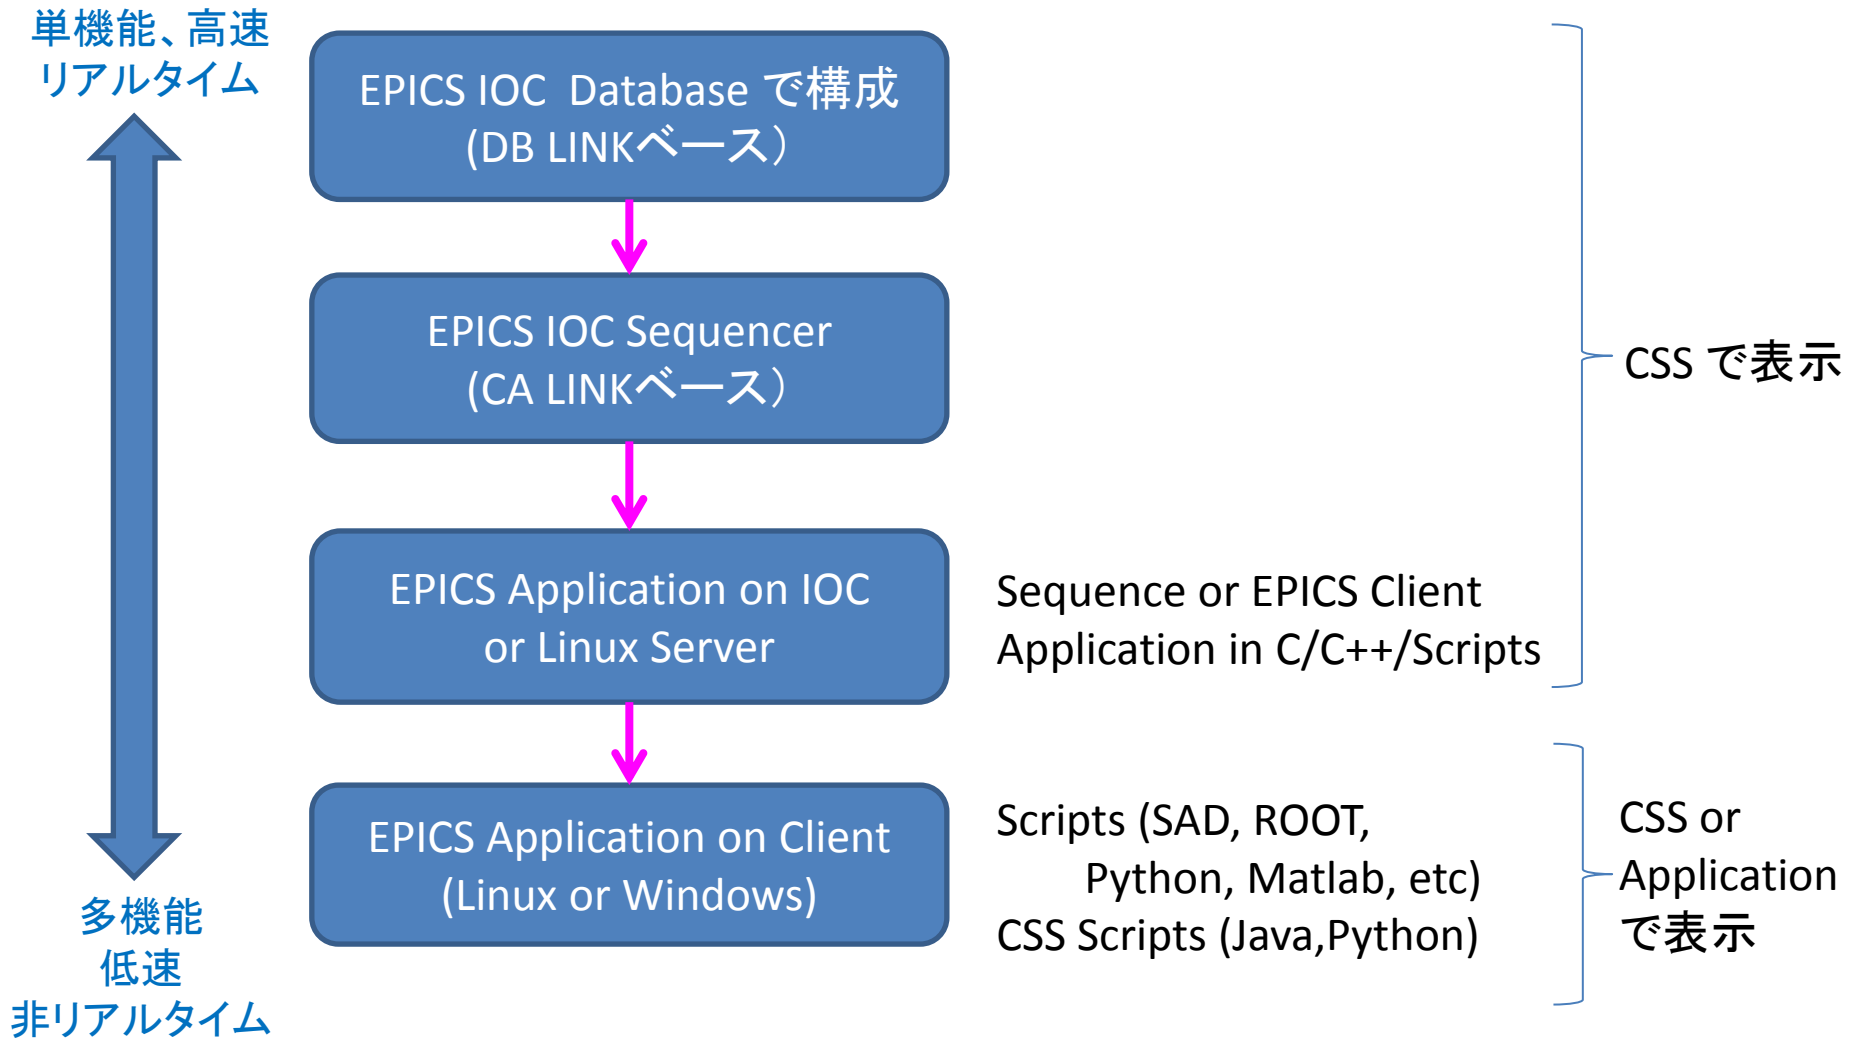 単機能、高速
リアルタイム
EPICS IOC  Database で構成
(DB LINKベース）
EPICS IOC Sequencer
(CA LINKベース）
CSS で表示
EPICS Application on IOC
or Linux Server
Sequence or EPICS Client
Application in C/C++/Scripts
EPICS Application on Client
(Linux or Windows)
Scripts (SAD, ROOT,
Python, Matlab, etc)
CSS Scripts (Java,Python)
CSS or
Application
で表示
多機能
低速
非リアルタイム